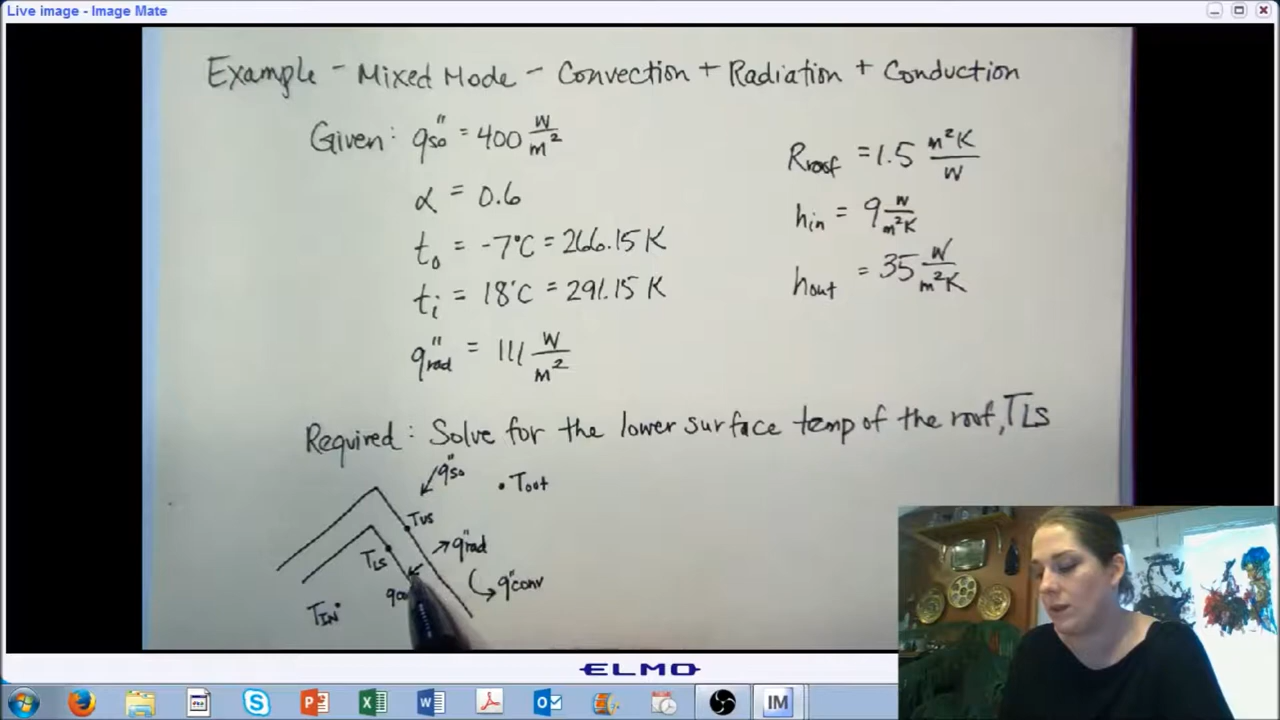 Live image - Image Mate
Example - Mixed Mode - Convection + Radiation + Conduction
Given: q"so = 400 W/m²
α = 0.6
to = -7°C = 266.15 K
ti = 18°C = 291.15 K
q"rad = 111 W/m²
Rroof = 1.5 m²K/W
hin = 9 W/m²K
hout = 35 W/m²K
Required: Solve for the lower surface temp of the roof, TLS
q"so
• Tout
TUS
q"rad
TLS
q"conv
TIN
ELMO
IM